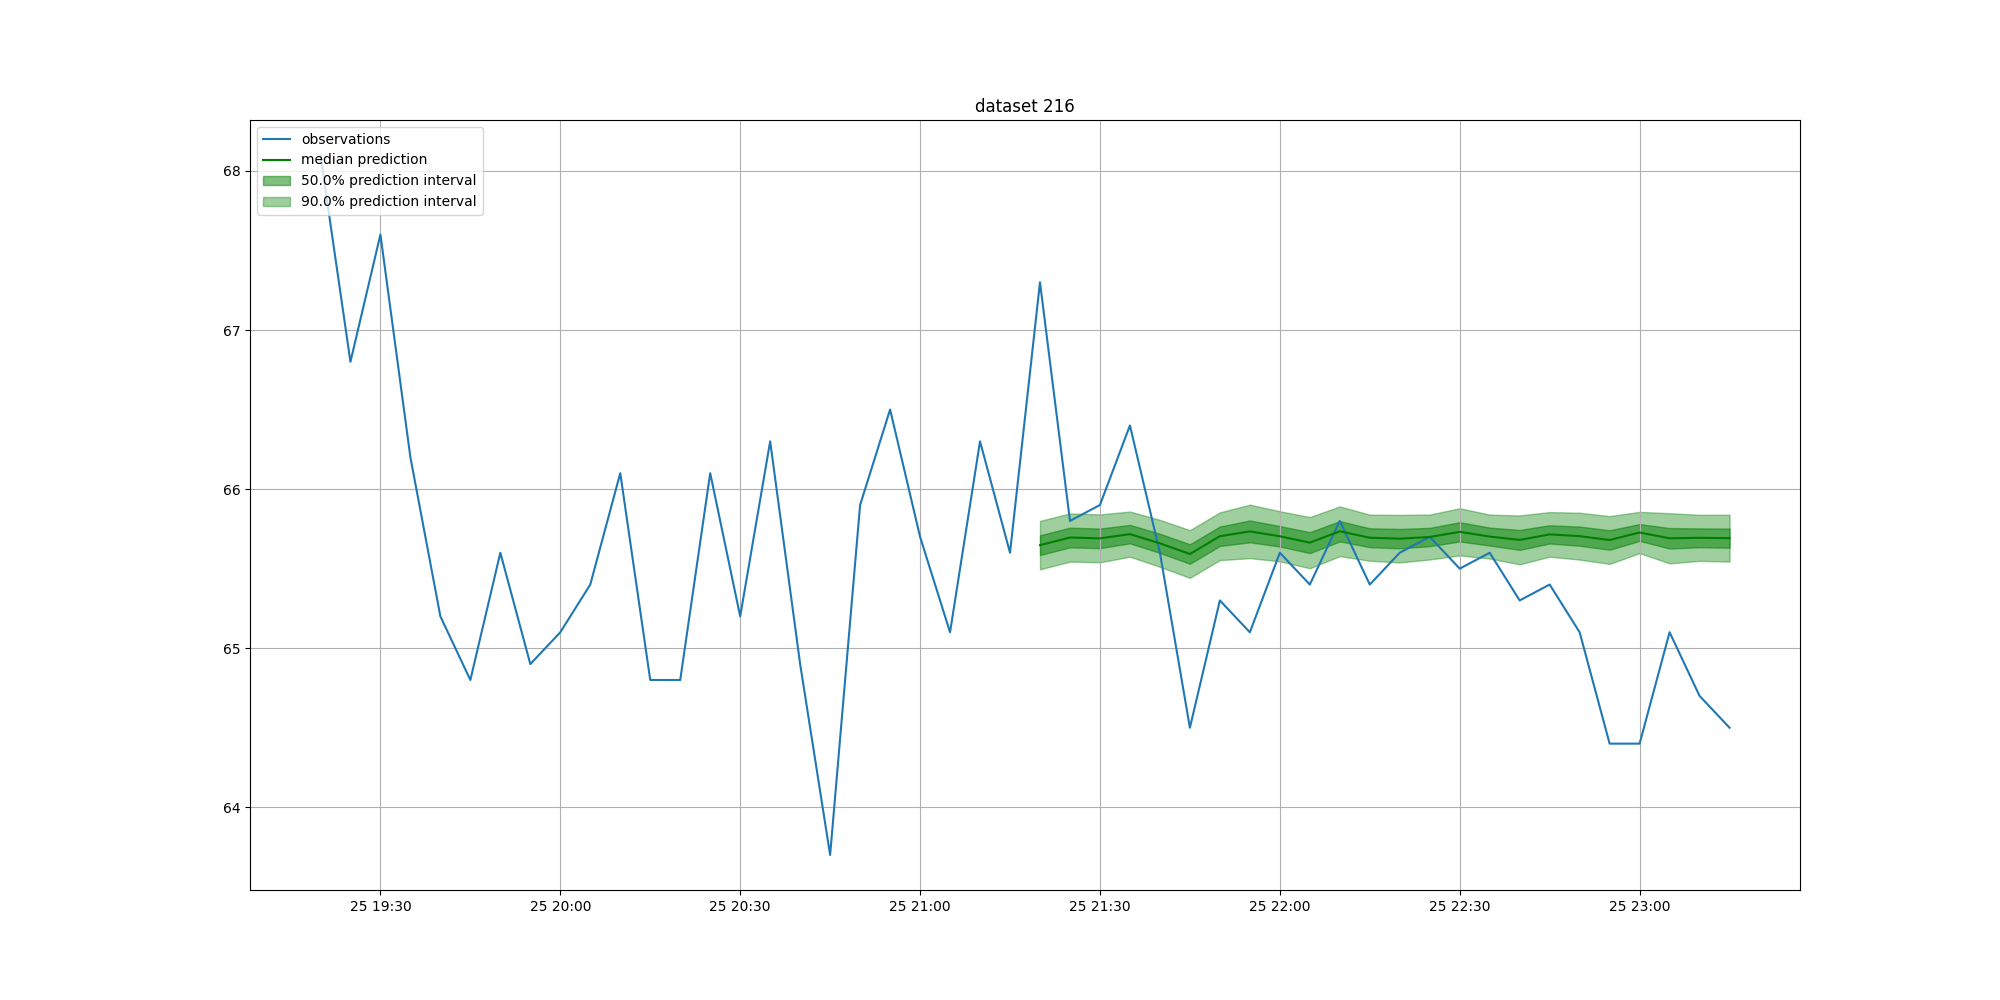 dataset 216
observations
median prediction
50.0% prediction interval
90.0% prediction interval
68
67
66
65
64
25 19:30
25 20:00
25 20:30
25 21:00
25 21:30
25 22:00
25 22:30
25 23:00